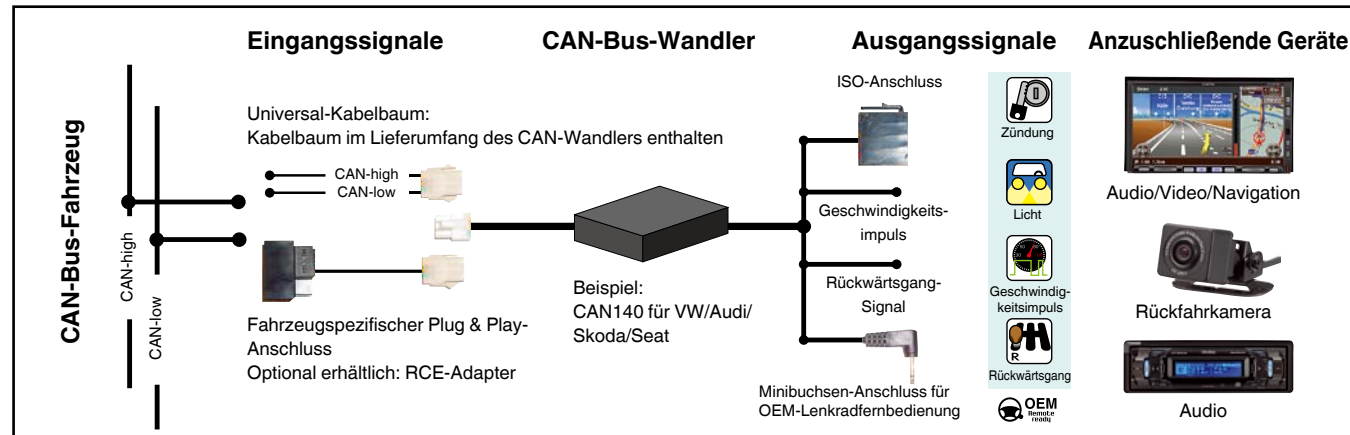 Eingangssignale
CAN-Bus-Wandler
Ausgangssignale
Anzuschließende Geräte
CAN-Bus-Fahrzeug
CAN-high
CAN-low
Universal-Kabelbaum:
Kabelbaum im Lieferumfang des CAN-Wandlers enthalten
CAN-high
CAN-low
Fahrzeugspezifischer Plug & Play-
Anschluss
Optional erhältlich: RCE-Adapter
Beispiel:
CAN140 für VW/Audi/
Skoda/Seat
ISO-Anschluss
Geschwindigkeits-
impuls
Rückwärtsgang-
Signal
Minibuchsen-Anschluss für
OEM-Lenkradfernbedienung
Zündung
Licht
Geschwindig-
keitsimpuls
R
Rückwärtsgang
OEM
Remote
ready
Audio/Video/Navigation
Rückfahrkamera
Audio